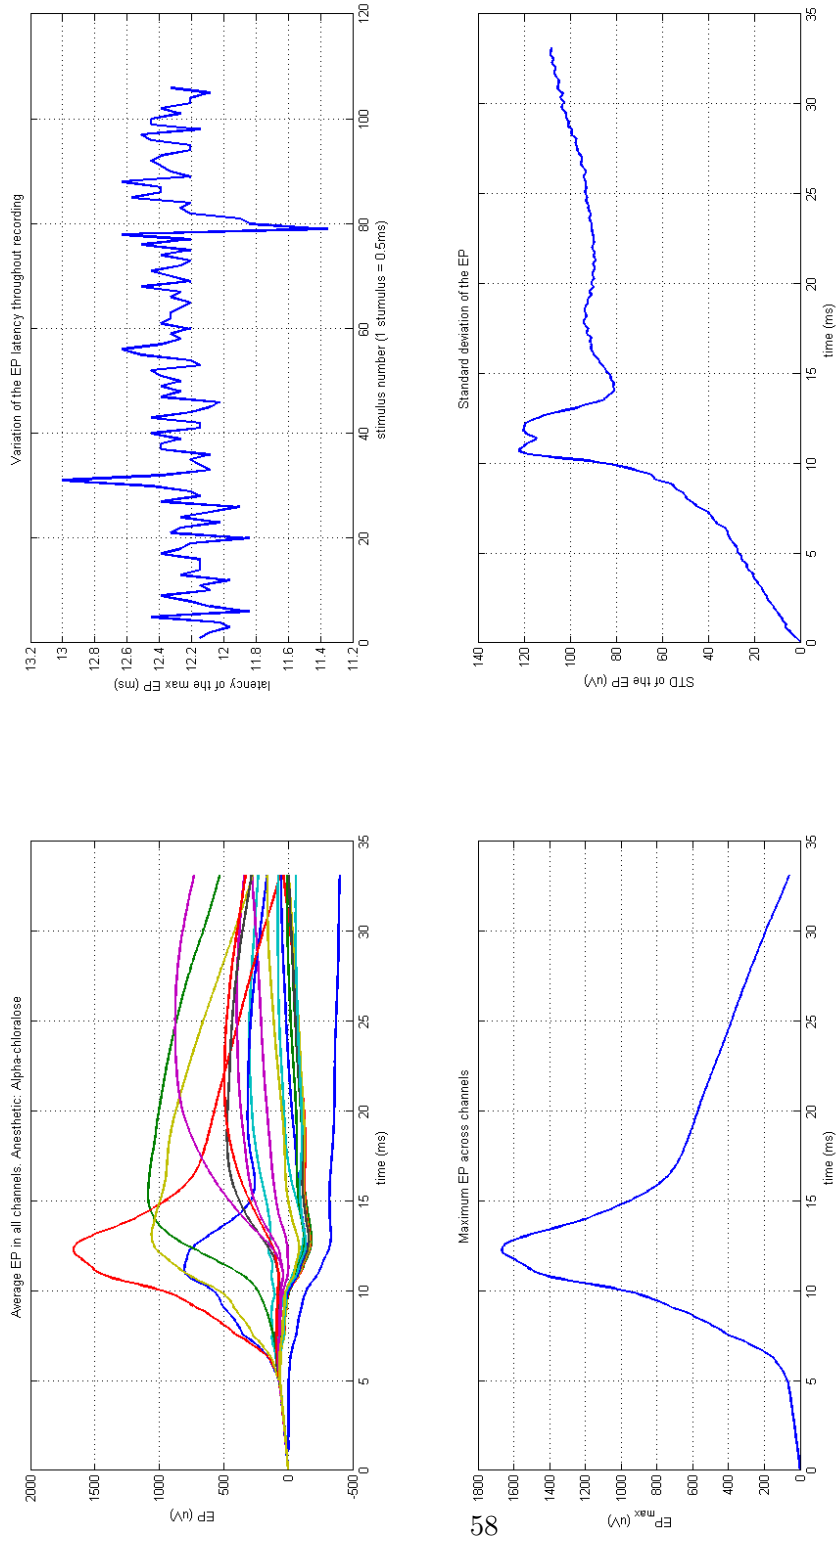 Average EP in all channels. Anesthetic: Alpha-chloralose
2000
1500
1000
500
0
-500
EP (uV)
0 5 10 15 20 25 30 35
time (ms)
Variation of the EP latency throughout recording
13.2
13
12.8
12.6
12.4
12.2
12
11.8
11.6
11.4
11.2
latency of the max EP (ms)
0 20 40 60 80 100 120
stimulus number (1 stumulus = 0.5ms)
Maximum EP across channels
1800
1600
1400
1200
1000
800
600
400
200
0
EPmax (uV)
0 5 10 15 20 25 30 35
time (ms)
Standard deviation of the EP
140
120
100
80
60
40
20
0
STD of the EP (uV)
0 5 10 15 20 25 30 35
time (ms)
58